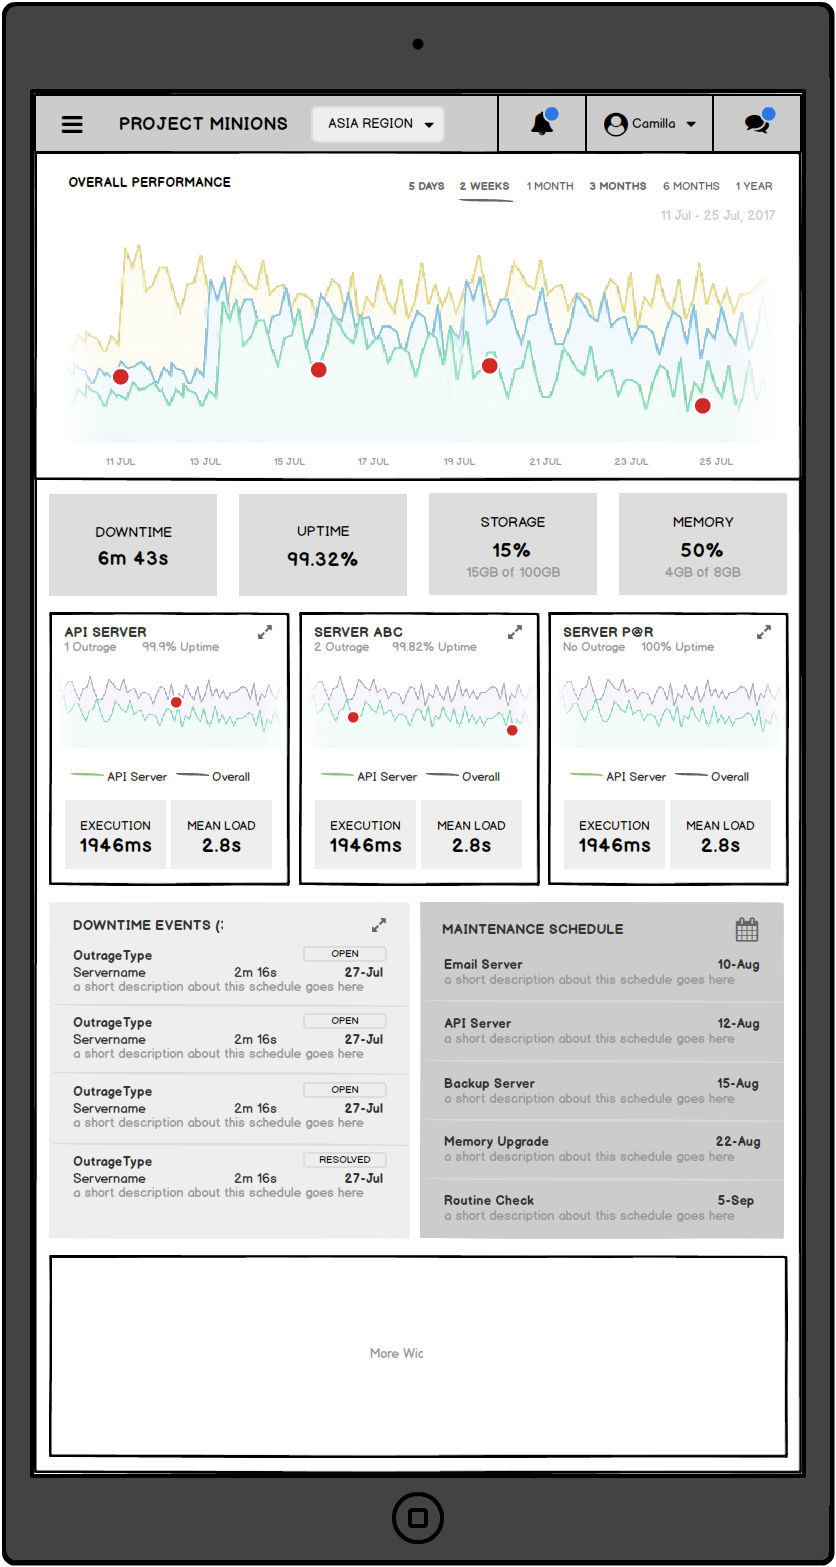 PROJECT MINIONS
ASIA REGION
Camilla
OVERALL PERFORMANCE
5 DAYS 2 WEEKS 1 MONTH 3 MONTHS 6 MONTHS 1 YEAR
11 Jul - 25 Jul, 2017
11 JUL 13 JUL 15 JUL 17 JUL 19 JUL 21 JUL 23 JUL 25 JUL
DOWNTIME
6m 43s
UPTIME
99.32%
STORAGE
15%
15GB of 100GB
MEMORY
50%
4GB of 8GB
API SERVER
1 Outrage 99.9% Uptime
API Server Overall
EXECUTION
1946ms
MEAN LOAD
2.8s
SERVER ABC
2 Outrage 99.82% Uptime
API Server Overall
EXECUTION
1946ms
MEAN LOAD
2.8s
SERVER P@R
No Outrage 100% Uptime
API Server Overall
EXECUTION
1946ms
MEAN LOAD
2.8s
DOWNTIME EVENTS
OutrageType OPEN
Servername 2m 16s 27-Jul
a short description about this schedule goes here
OutrageType OPEN
Servername 2m 16s 27-Jul
a short description about this schedule goes here
OutrageType OPEN
Servername 2m 16s 27-Jul
a short description about this schedule goes here
OutrageType RESOLVED
Servername 2m 16s 27-Jul
a short description about this schedule goes here
MAINTENANCE SCHEDULE
Email Server 10-Aug
a short description about this schedule goes here
API Server 12-Aug
a short description about this schedule goes here
Backup Server 15-Aug
a short description about this schedule goes here
Memory Upgrade 22-Aug
a short description about this schedule goes here
Routine Check 5-Sep
a short description about this schedule goes here
More